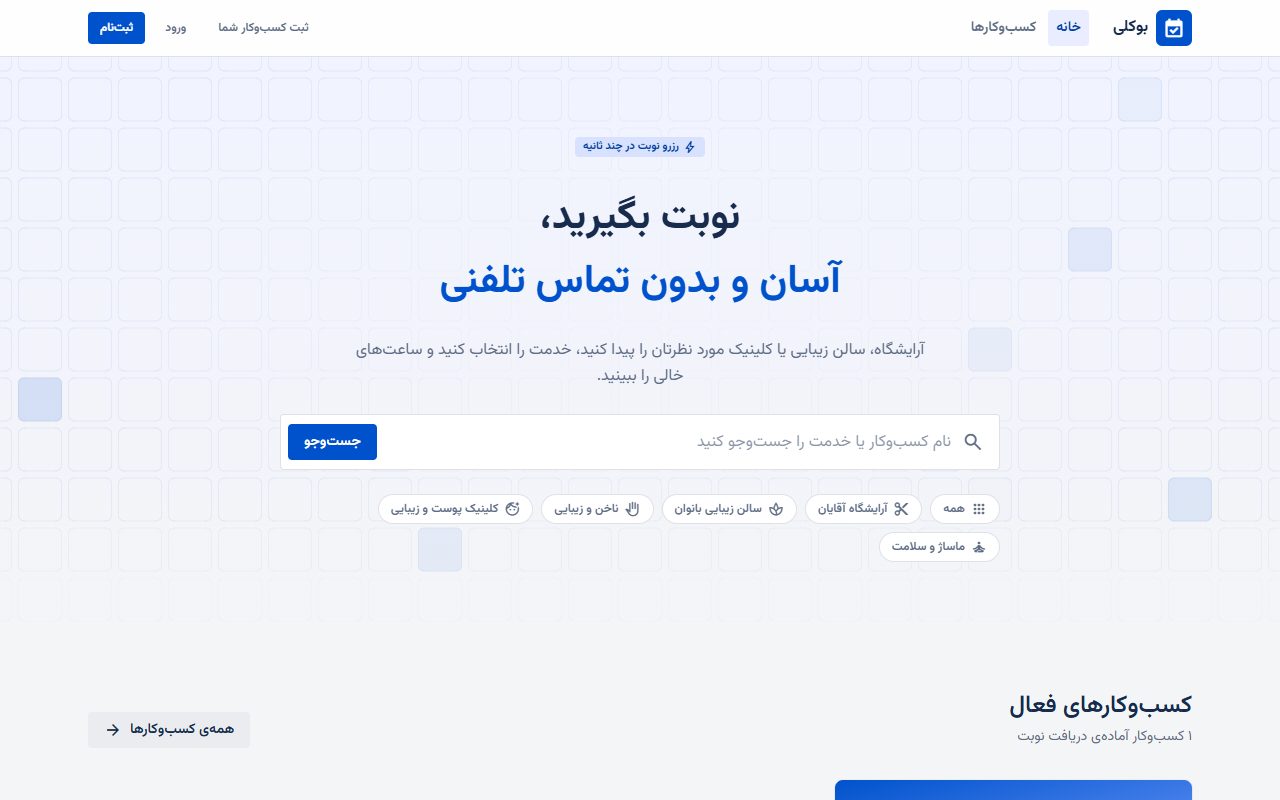 بوکلی
خانه
کسب‌وکارها
ثبت کسب‌وکار شما
ورود
ثبت‌نام
رزرو نوبت در چند ثانیه
نوبت بگیرید،
آسان و بدون تماس تلفنی
آرایشگاه، سالن زیبایی یا کلینیک مورد نظرتان را پیدا کنید، خدمت را انتخاب کنید و ساعت‌های
خالی را ببینید.
نام کسب‌وکار یا خدمت را جست‌وجو کنید
جست‌وجو
همه
آرایشگاه آقایان
سالن زیبایی بانوان
ناخن و زیبایی
کلینیک پوست و زیبایی
ماساژ و سلامت
کسب‌وکارهای فعال
۱ کسب‌وکار آماده‌ی دریافت نوبت
همه‌ی کسب‌وکارها